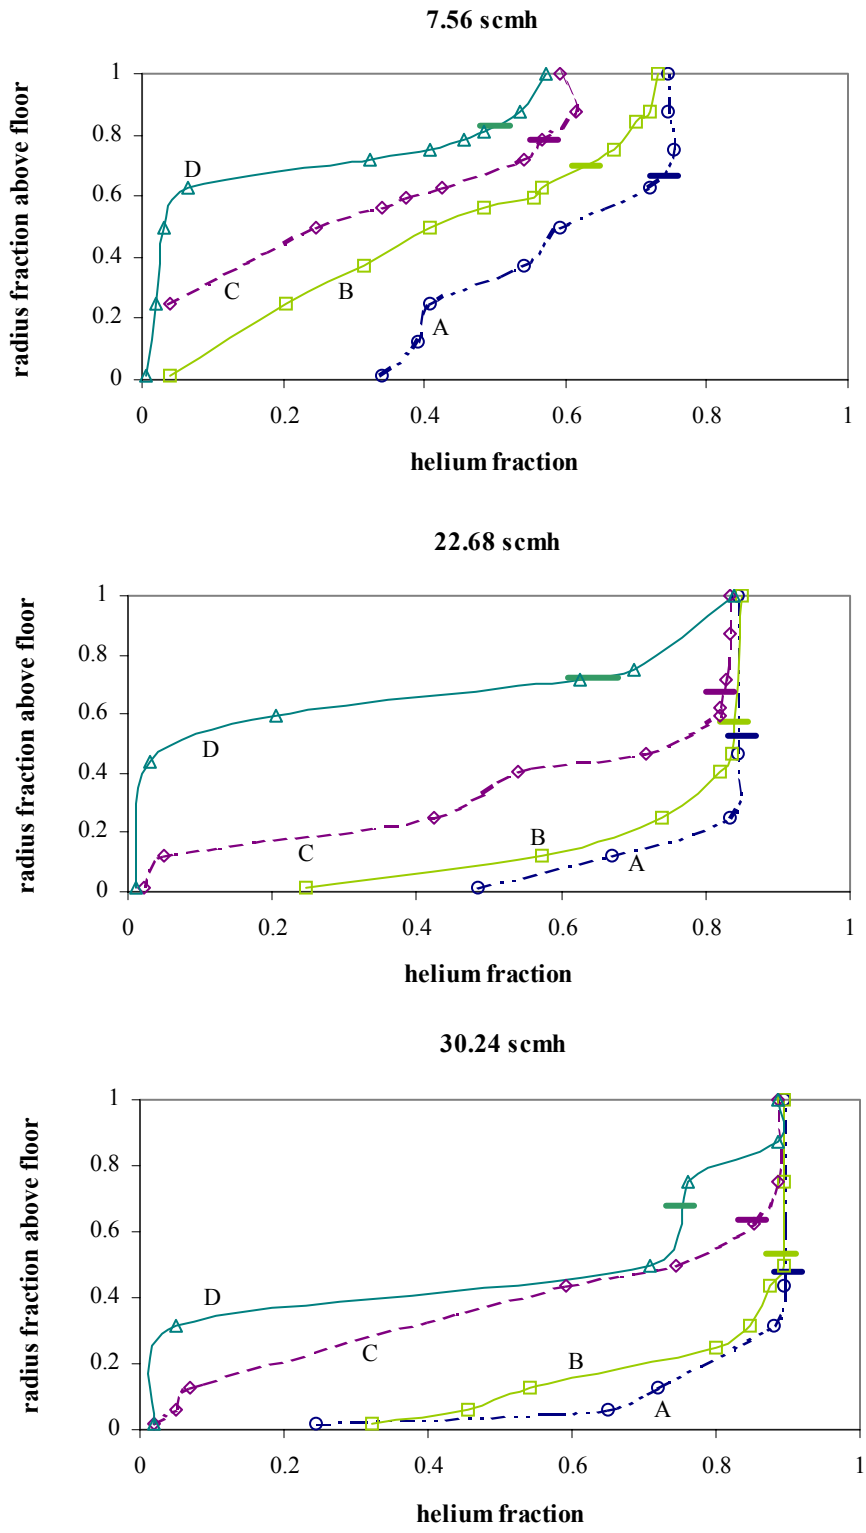 7.56 scmh
radius fraction above floor
1
0.8
0.6
0.4
0.2
0
D
C
B
A
0 0.2 0.4 0.6 0.8 1
helium fraction
22.68 scmh
radius fraction above floor
1
0.8
0.6
0.4
0.2
0
D
C
B
A
0 0.2 0.4 0.6 0.8 1
helium fraction
30.24 scmh
radius fraction above floor
1
0.8
0.6
0.4
0.2
0
D
C
B
A
0 0.2 0.4 0.6 0.8 1
helium fraction